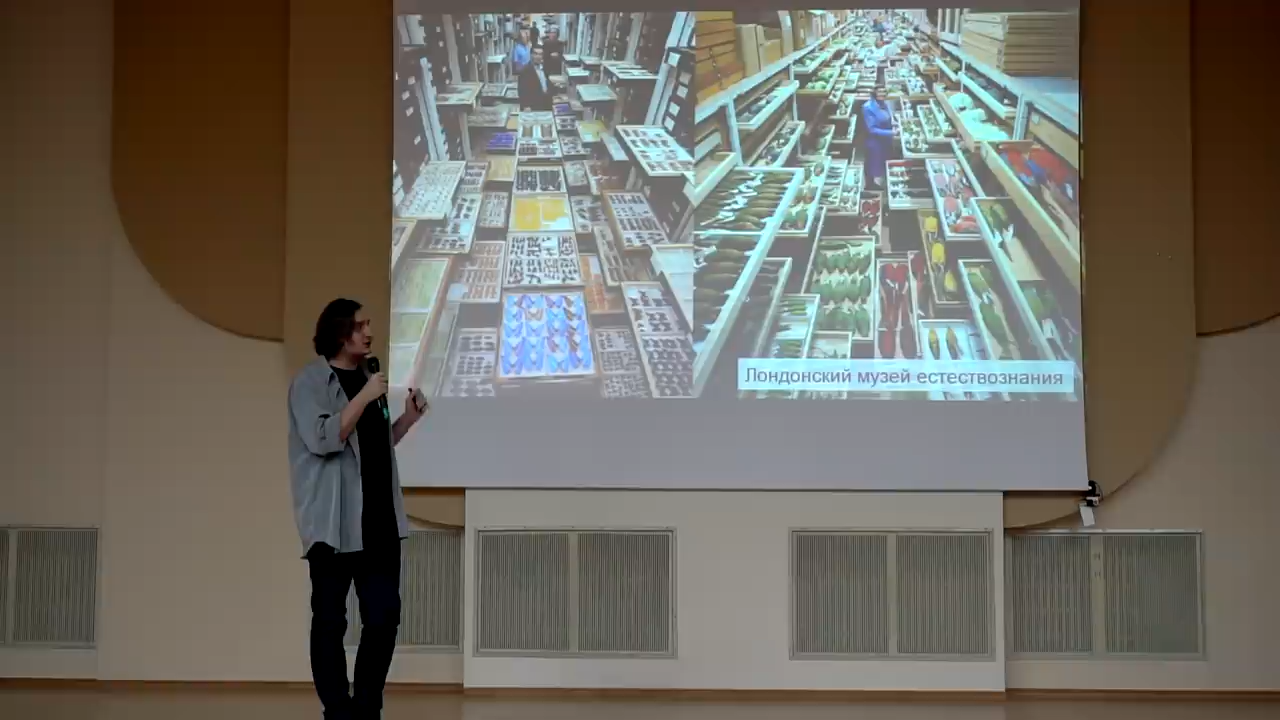 Лондонский музей естествознания